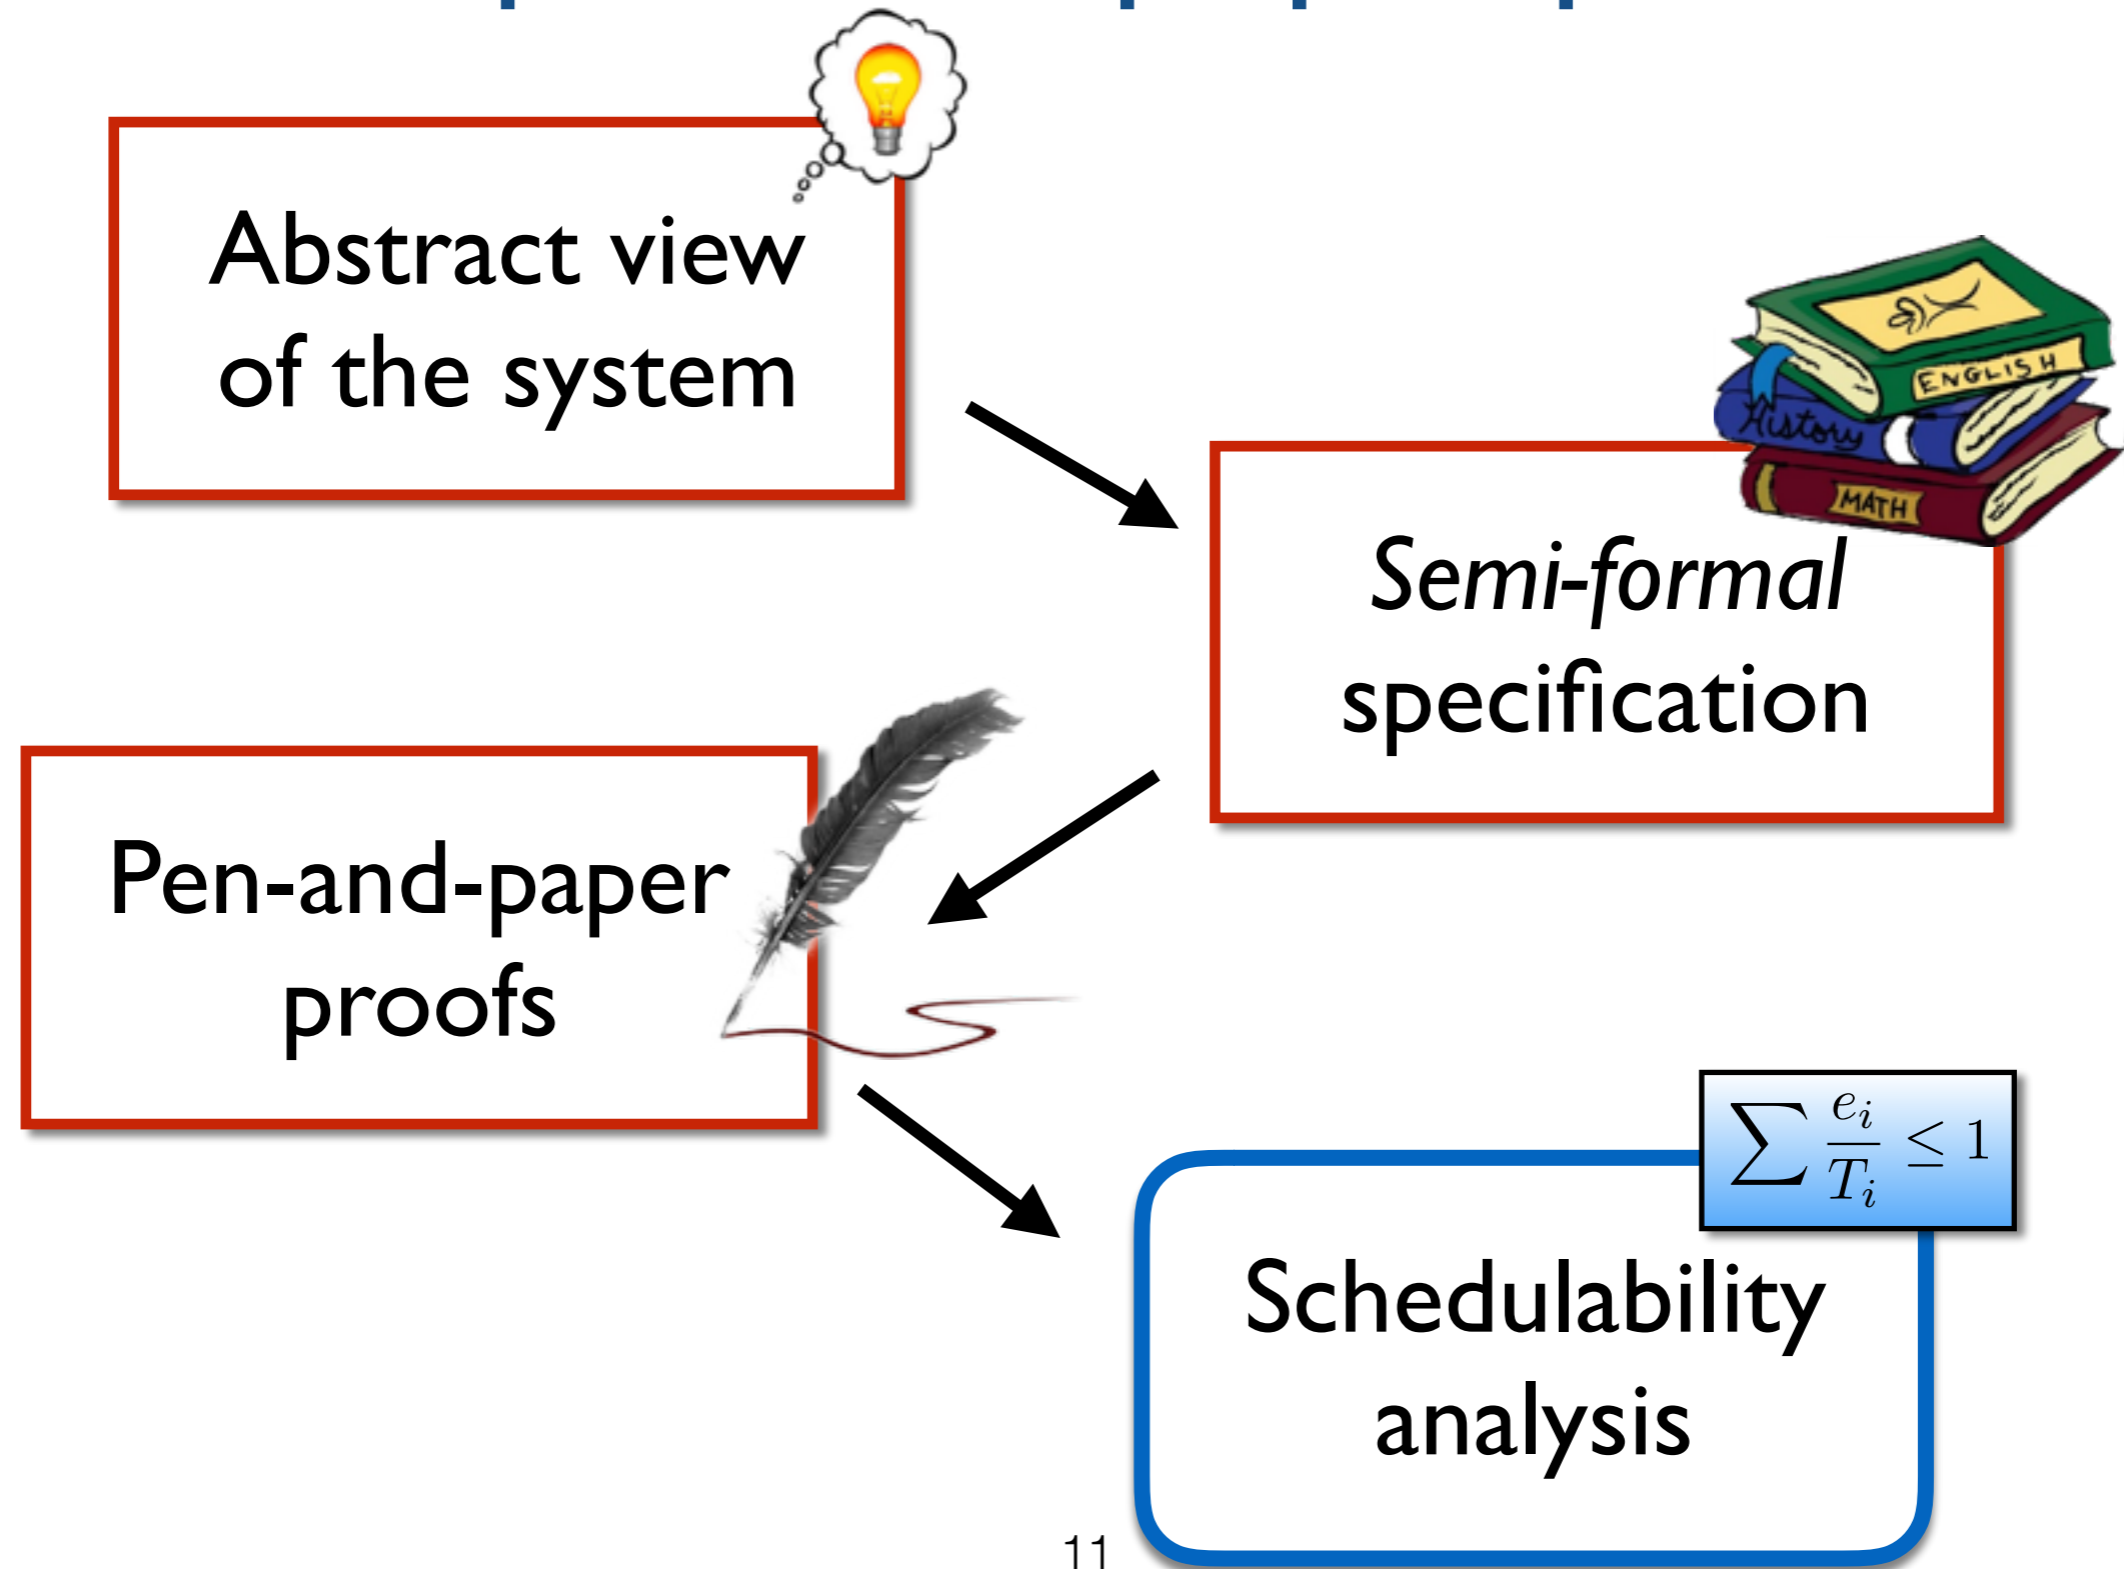 Abstract view
of the system
ENGLISH
History
MATH
Semi-formal
specification
Pen-and-paper
proofs
∑ e_i/T_i ≤ 1
Schedulability
analysis
11